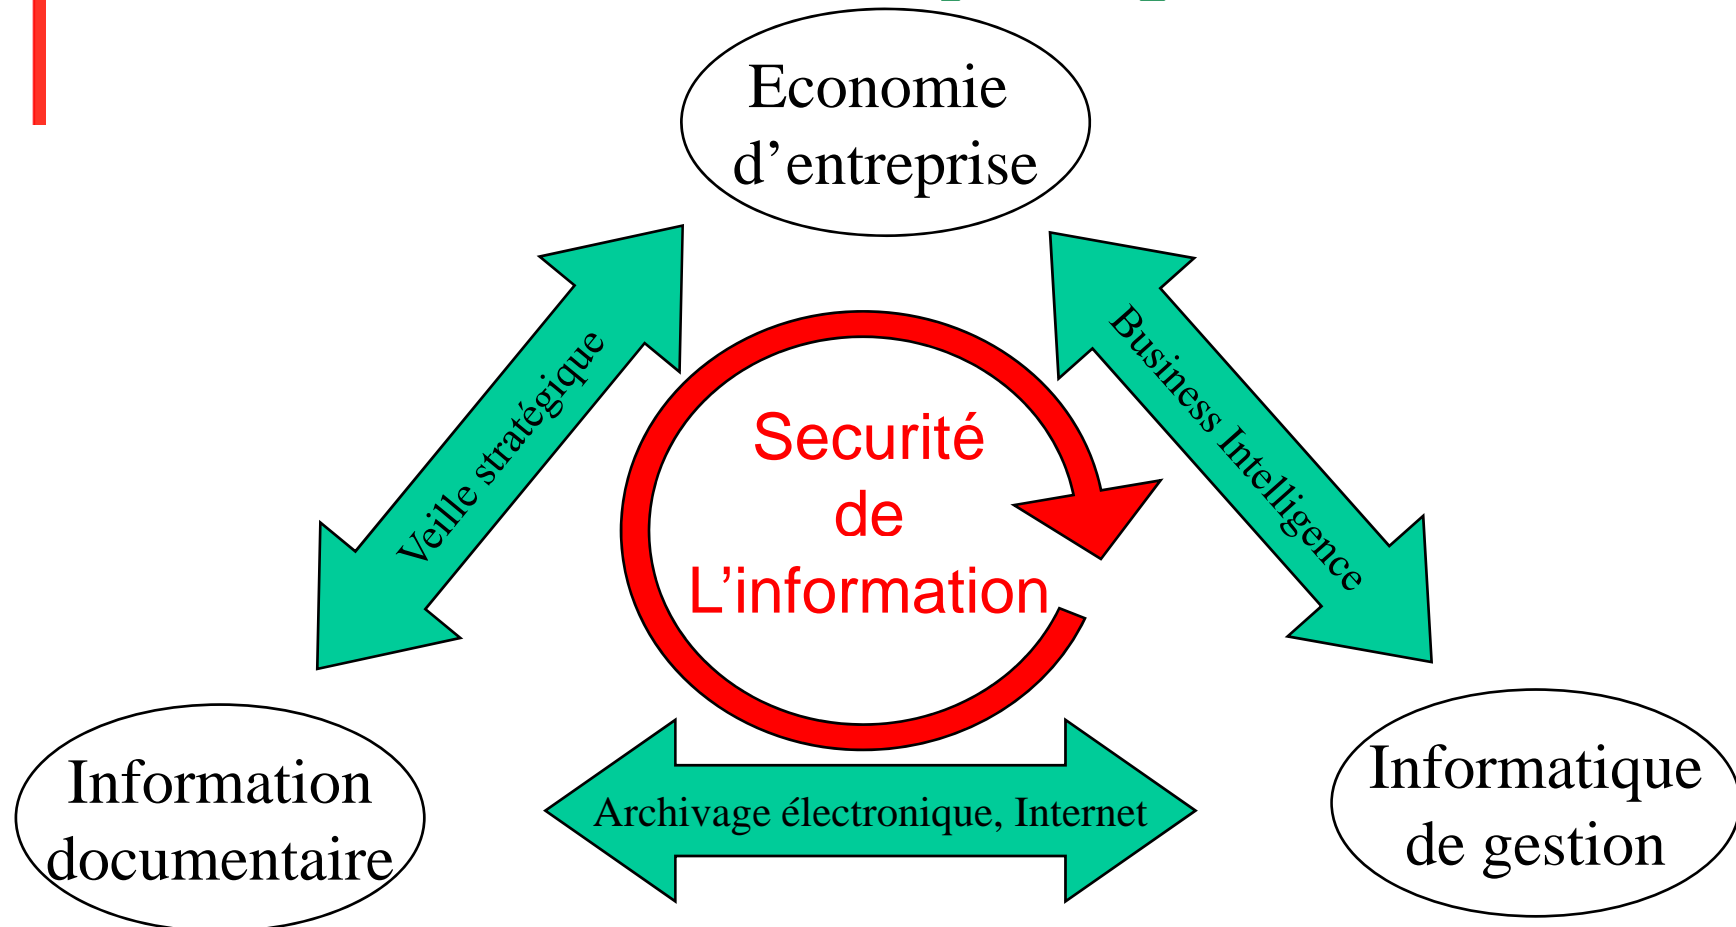 Economie
d’entreprise
Veille stratégique
Business Intelligence
Securité
de
L’information
Information
documentaire
Archivage électronique, Internet
Informatique
de gestion